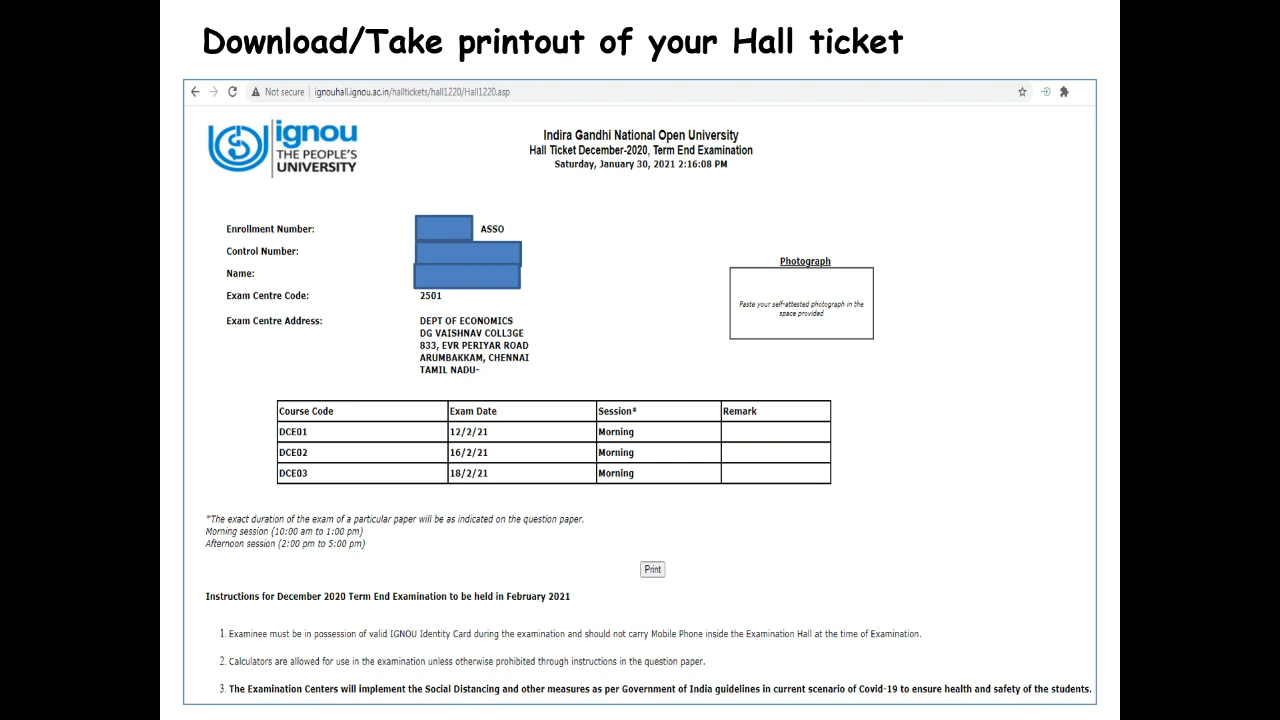 Download/Take printout of your Hall ticket
Not secure | ignouhall.ignou.ac.in/halltickets/hall1220/Hall1220.asp
ignou
THE PEOPLE'S
UNIVERSITY
Indira Gandhi National Open University
Hall Ticket December-2020, Term End Examination
Saturday, January 30, 2021 2:16:08 PM
Enrollment Number: ASSO
Control Number:
Name:
Exam Centre Code: 2501
Exam Centre Address: DEPT OF ECONOMICS
DG VAISHNAV COLL3GE
833, EVR PERIYAR ROAD
ARUMBAKKAM, CHENNAI
TAMIL NADU-
Photograph
Paste your self-attested photograph in the
space provided
Course Code Exam Date Session* Remark
DCE01 12/2/21 Morning
DCE02 16/2/21 Morning
DCE03 18/2/21 Morning
*The exact duration of the exam of a particular paper will be as indicated on the question paper.
Morning session (10:00 am to 1:00 pm)
Afternoon session (2:00 pm to 5:00 pm)
Print
Instructions for December 2020 Term End Examination to be held in February 2021
1. Examinee must be in possession of valid IGNOU Identity Card during the examination and should not carry Mobile Phone inside the Examination Hall at the time of Examination.
2. Calculators are allowed for use in the examination unless otherwise prohibited through instructions in the question paper.
3. The Examination Centers will implement the Social Distancing and other measures as per Government of India guidelines in current scenario of Covid-19 to ensure health and safety of the students.